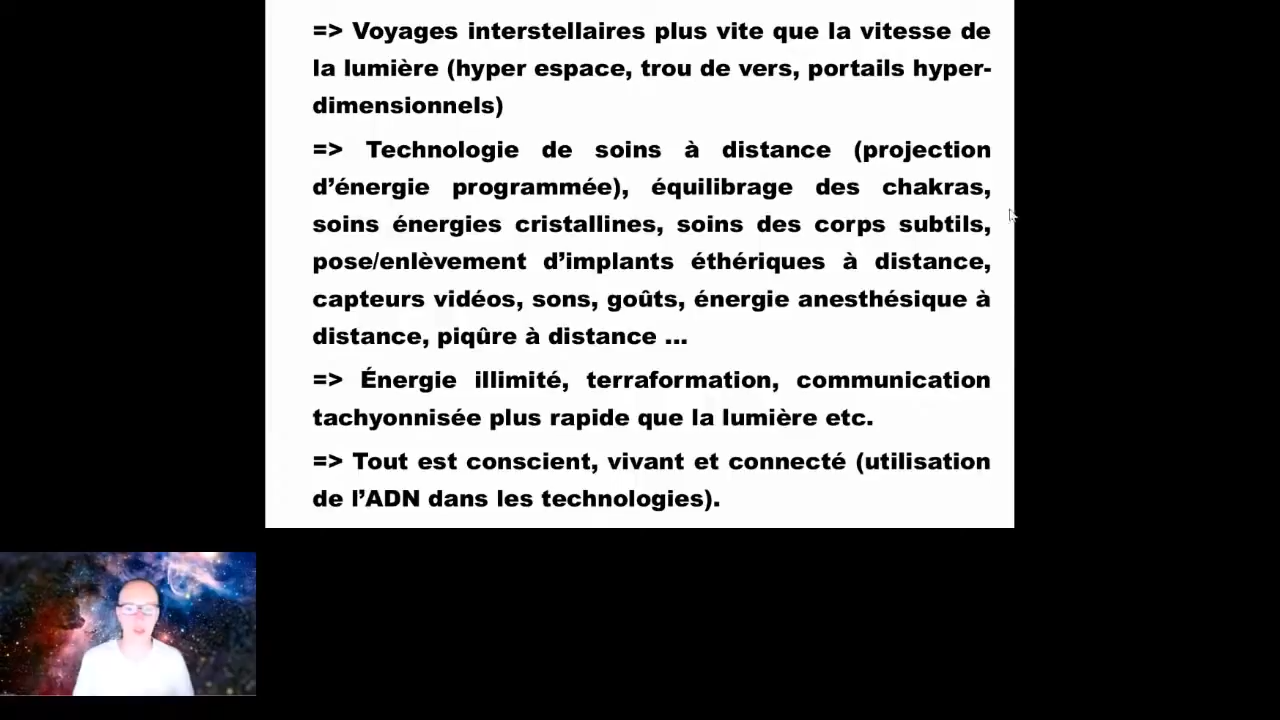 => Voyages interstellaires plus vite que la vitesse de
la lumière (hyper espace, trou de vers, portails hyper-
dimensionnels)
=> Technologie de soins à distance (projection
d’énergie programmée), équilibrage des chakras,
soins énergies cristallines, soins des corps subtils,
pose/enlèvement d’implants éthériques à distance,
capteurs vidéos, sons, goûts, énergie anesthésique à
distance, piqûre à distance ...
=> Énergie illimité, terraformation, communication
tachyonnisée plus rapide que la lumière etc.
=> Tout est conscient, vivant et connecté (utilisation
de l’ADN dans les technologies).